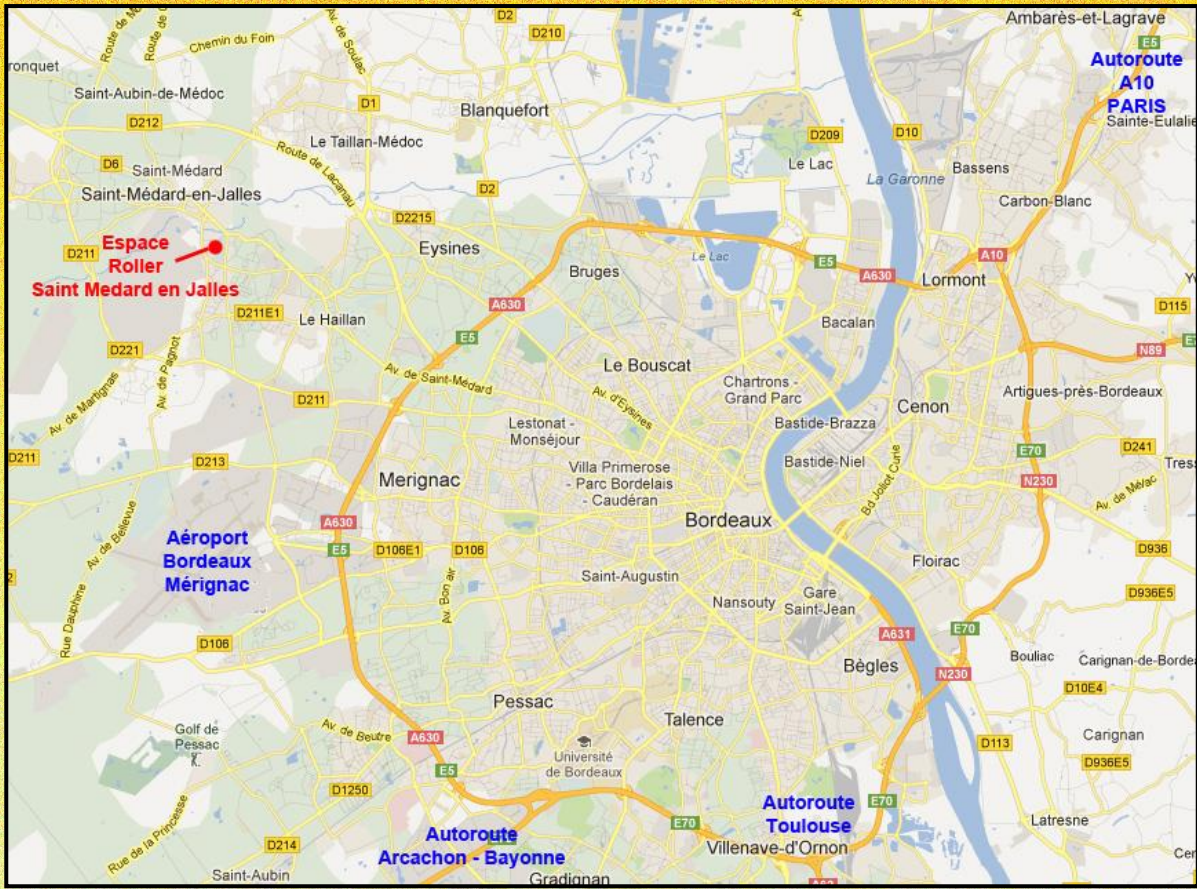 D2
Ambarès-et-Lagrave
D210
Chemin du Foin
Av. de Soulac
E5
Autoroute
A10
PARIS
ronquet
Saint-Aubin-de-Médoc
D1
Blanquefort
Sainte-Eulalie
D212
D209
D10
Le Taillan-Médoc
Route de Lacanau
D6
Saint-Médard
Le Lac
La Garonne
Bassens
Saint-Médard-en-Jalles
D2
Carbon-Blanc
D2215
Espace
Roller
Saint Medard en Jalles
D211
Eysines
Bruges
Le Lac
E5
A630
A10
Lormont
A630
D115
D211E1
Le Haillan
Bacalan
E5
D221
Av. de Pagnot
N89
Le Bouscat
Av. de Saint-Médard
Chartrons -
Grand Parc
Artigues-près-Bordeaux
Av. de Martignas
D211
Av. d'Eysines
Cenon
Lestonat -
Monséjour
Bastide-Brazza
D211
D213
E70
D241
Tress
Villa Primerose
- Parc Bordelais
- Caudéran
Bastide-Niel
Merignac
Bd Joliot Curie
N230
Av. de Mérac
A630
Bordeaux
Aéroport
Bordeaux
Mérignac
Av. de Bellevue
E5
D106E1
D106
D936
Floirac
Saint-Augustin
Av. Bon air
Nansouty
Gare
Saint-Jean
D936E5
Rue Dauphine
D106
A631
E70
Bouliac
Carignan-de-Bordea
Bègles
N230
D10E4
Pessac
Talence
Golf de
Pessac
Av. de Beutre
A630
D113
Carignan
Université
de Bordeaux
D936E5
E5
D1250
Autoroute
Toulouse
E70
Rue de la Princesse
E70
Latresne
Autoroute
Arcachon - Bayonne
Villenave-d'Ornon
D214
Saint-Aubin
Gradignan